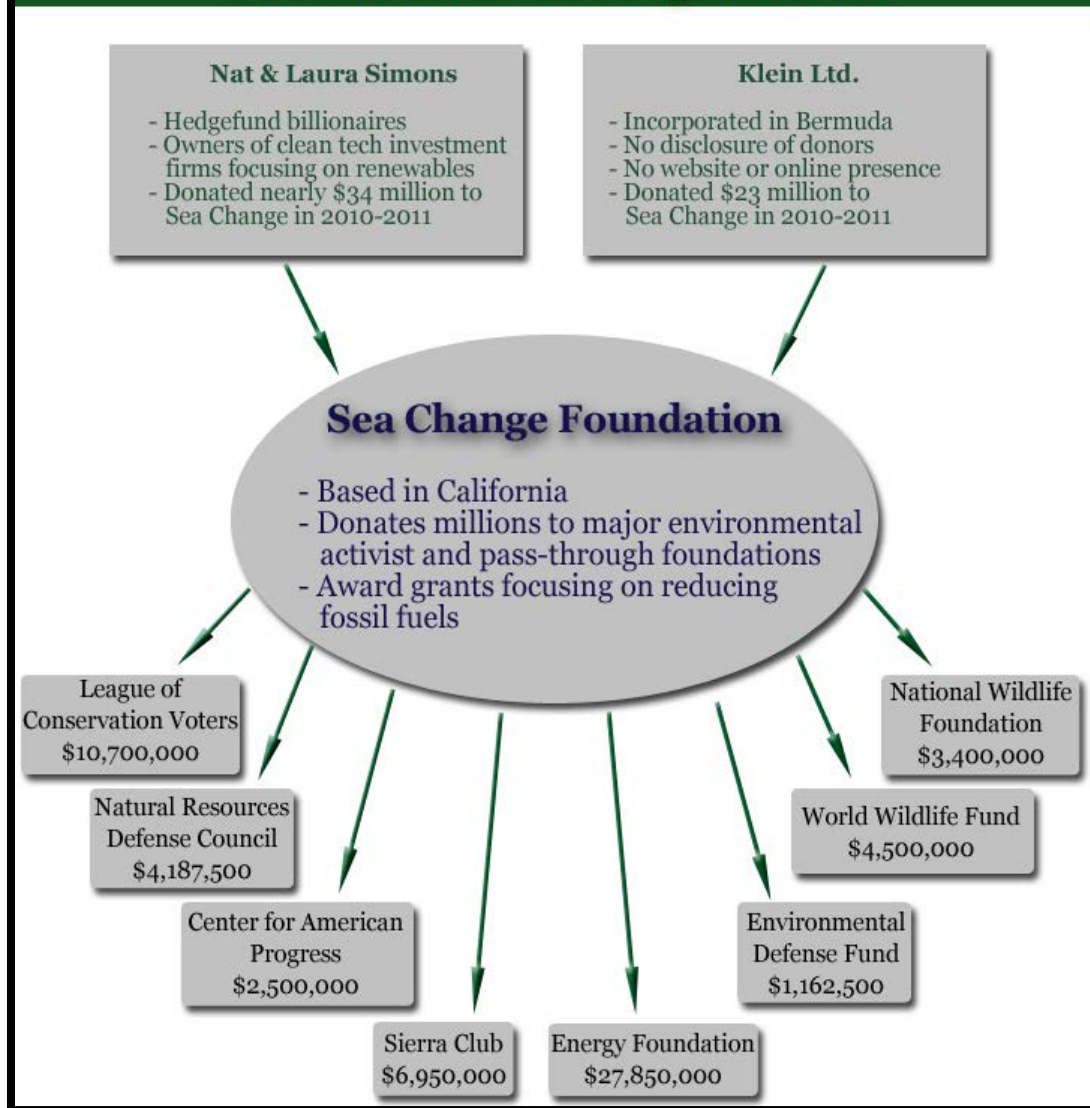 Nat & Laura Simons
- Hedgefund billionaires
- Owners of clean tech investment
firms focusing on renewables
- Donated nearly $34 million to
Sea Change in 2010-2011
Klein Ltd.
- Incorporated in Bermuda
- No disclosure of donors
- No website or online presence
- Donated $23 million to
Sea Change in 2010-2011
Sea Change Foundation
- Based in California
- Donates millions to major environmental
activist and pass-through foundations
- Award grants focusing on reducing
fossil fuels
League of
Conservation Voters
$10,700,000
Natural Resources
Defense Council
$4,187,500
Center for American
Progress
$2,500,000
Sierra Club
$6,950,000
Energy Foundation
$27,850,000
Environmental
Defense Fund
$1,162,500
World Wildlife Fund
$4,500,000
National Wildlife
Foundation
$3,400,000